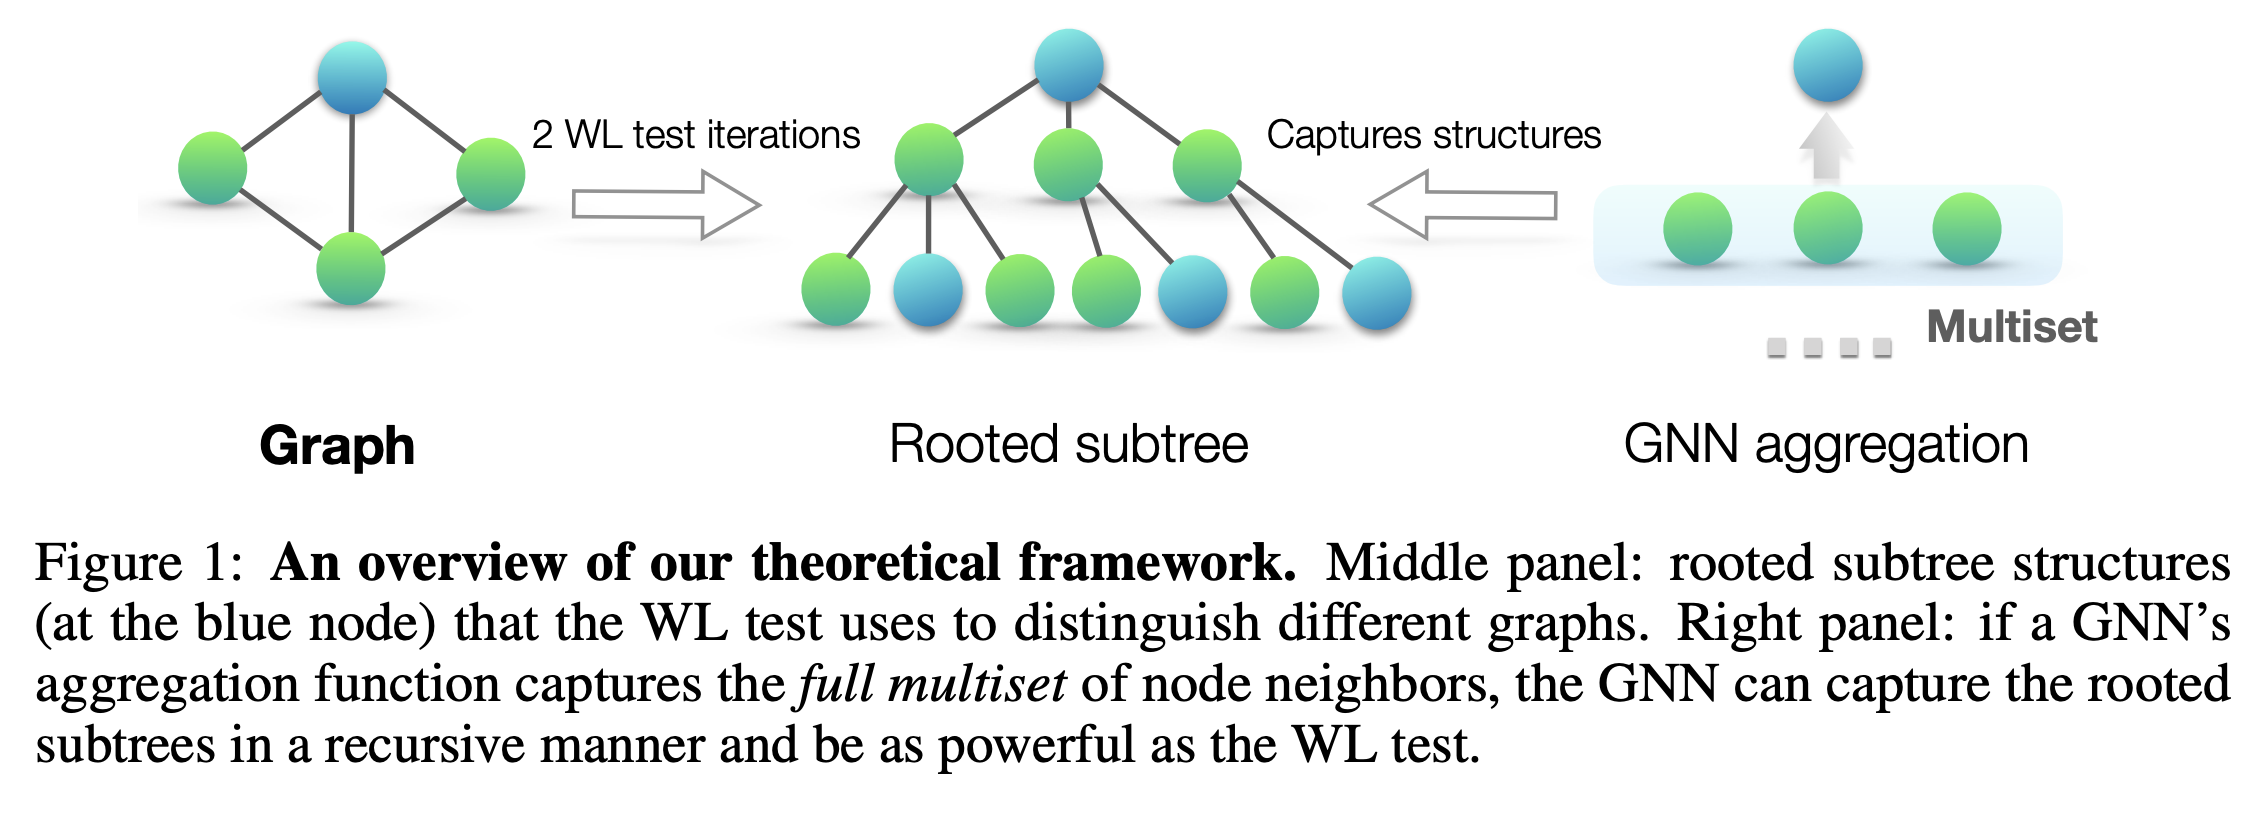 2 WL test iterations
Captures structures
Multiset
Graph
Rooted subtree
GNN aggregation
Figure 1: An overview of our theoretical framework. Middle panel: rooted subtree structures
(at the blue node) that the WL test uses to distinguish different graphs. Right panel: if a GNN’s
aggregation function captures the full multiset of node neighbors, the GNN can capture the rooted
subtrees in a recursive manner and be as powerful as the WL test.